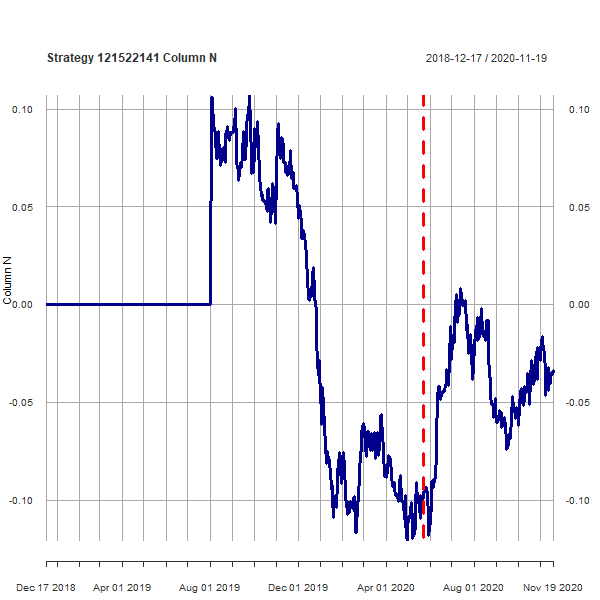 Strategy 121522141 Column N
2018-12-17 / 2020-11-19
0.10 0.10
0.05 0.05
0.00 0.00
-0.05 -0.05
-0.10 -0.10
Column N
Dec 17 2018 Apr 01 2019 Aug 01 2019 Dec 01 2019 Apr 01 2020 Aug 01 2020 Nov 19 2020